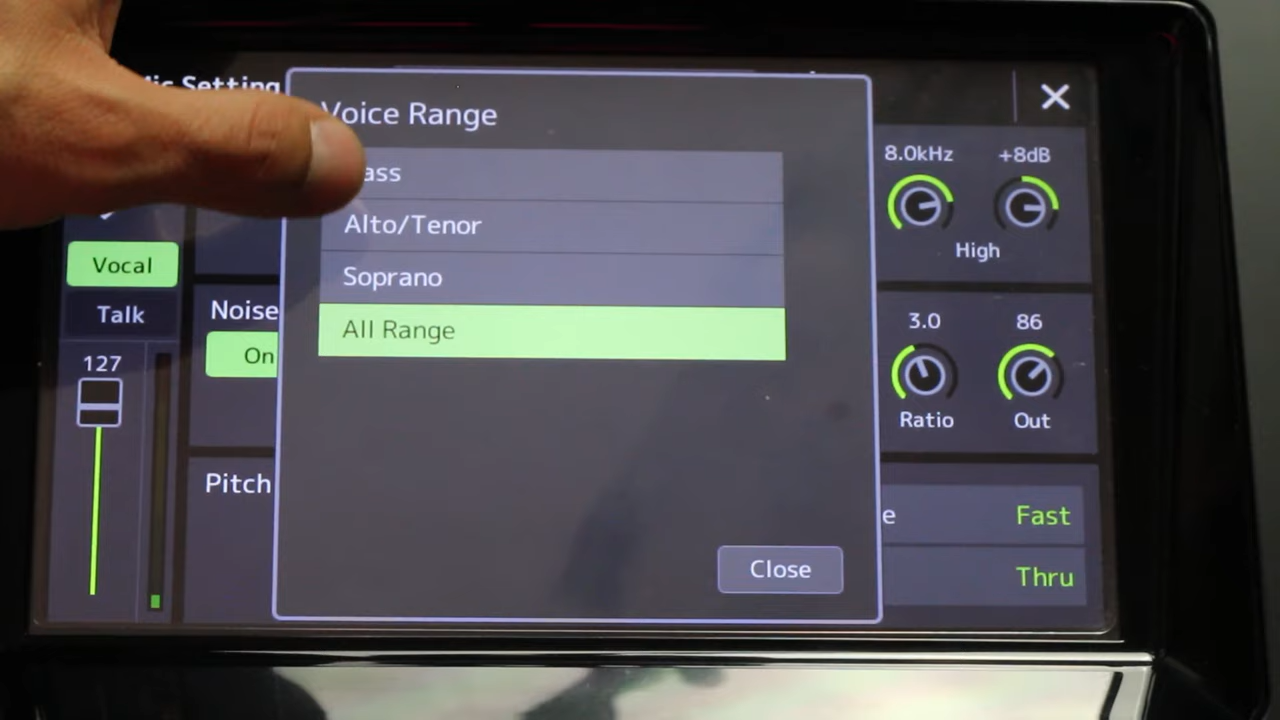 Setting
Voice Range
8.0kHz +8dB
Alto/Tenor
High
Vocal
Soprano
Talk
Noise
3.0 86
All Range
On
127
Ratio Out
Pitch
Fast
Close
Thru